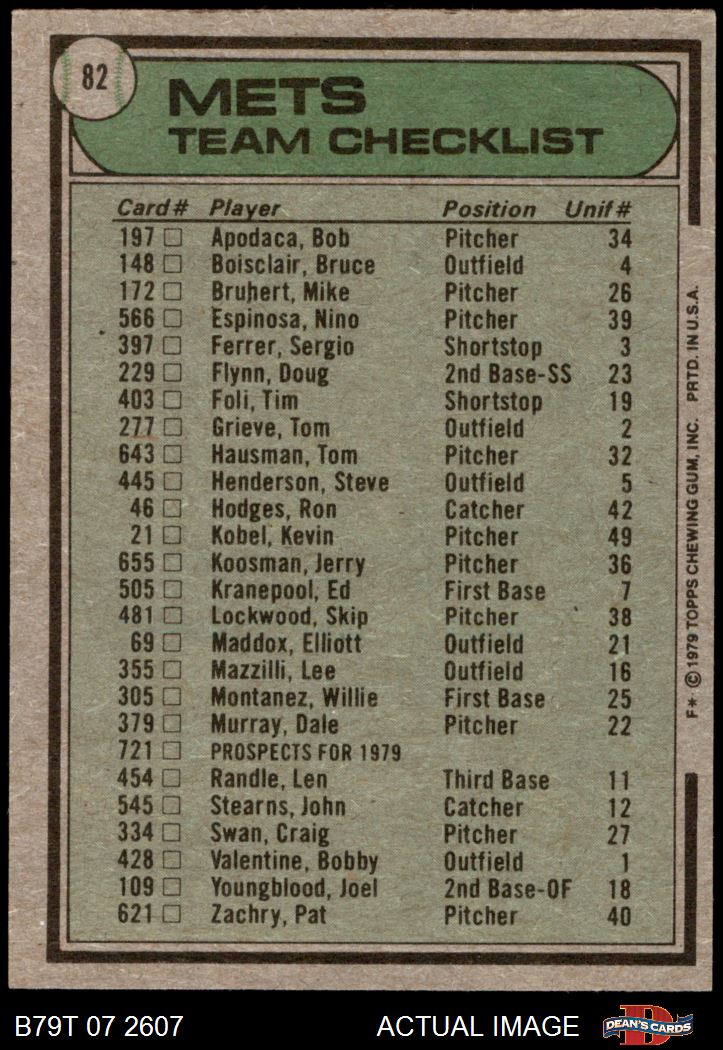 82
METS
TEAM CHECKLIST
Card # Player Position Unif #
197 Apodaca, Bob Pitcher 34
148 Boisclair, Bruce Outfield 4
172 Bruhert, Mike Pitcher 26
566 Espinosa, Nino Pitcher 39
397 Ferrer, Sergio Shortstop 3
229 Flynn, Doug 2nd Base-SS 23
403 Foli, Tim Shortstop 19
277 Grieve, Tom Outfield 2
643 Hausman, Tom Pitcher 32
445 Henderson, Steve Outfield 5
46 Hodges, Ron Catcher 42
21 Kobel, Kevin Pitcher 49
655 Koosman, Jerry Pitcher 36
505 Kranepool, Ed First Base 7
481 Lockwood, Skip Pitcher 38
69 Maddox, Elliott Outfield 21
355 Mazzilli, Lee Outfield 16
305 Montanez, Willie First Base 25
379 Murray, Dale Pitcher 22
721 PROSPECTS FOR 1979
454 Randle, Len Third Base 11
545 Stearns, John Catcher 12
334 Swan, Craig Pitcher 27
428 Valentine, Bobby Outfield 1
109 Youngblood, Joel 2nd Base-OF 18
621 Zachry, Pat Pitcher 40
F* © 1979 TOPPS CHEWING GUM, INC. PRTD. IN U.S.A.
B79T 07 2607 ACTUAL IMAGE
DEAN'S CARDS